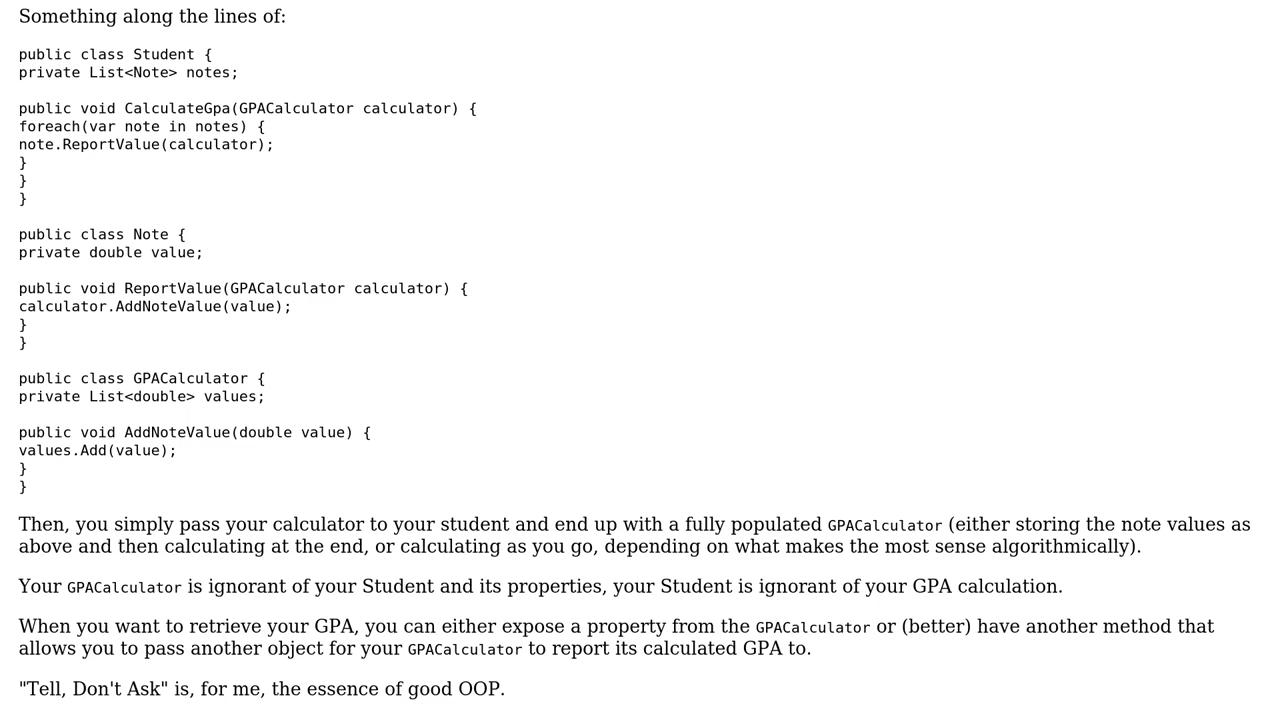 Something along the lines of:
public class Student {
private List<Note> notes;
public void CalculateGpa(GPACalculator calculator) {
foreach(var note in notes) {
note.ReportValue(calculator);
}
}
}
public class Note {
private double value;
public void ReportValue(GPACalculator calculator) {
calculator.AddNoteValue(value);
}
}
public class GPACalculator {
private List<double> values;
public void AddNoteValue(double value) {
values.Add(value);
}
}
Then, you simply pass your calculator to your student and end up with a fully populated GPACalculator (either storing the note values as
above and then calculating at the end, or calculating as you go, depending on what makes the most sense algorithmically).
Your GPACalculator is ignorant of your Student and its properties, your Student is ignorant of your GPA calculation.
When you want to retrieve your GPA, you can either expose a property from the GPACalculator or (better) have another method that
allows you to pass another object for your GPACalculator to report its calculated GPA to.
"Tell, Don't Ask" is, for me, the essence of good OOP.